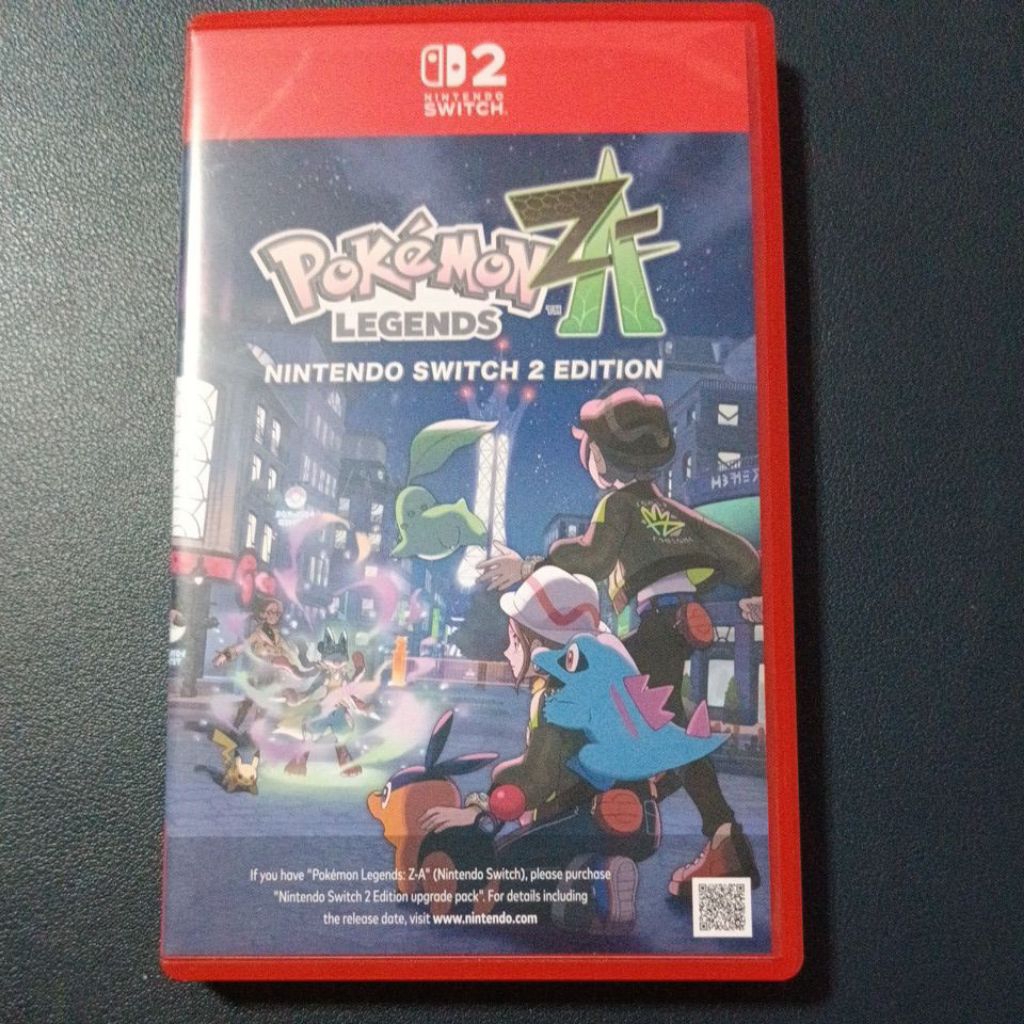 2
NINTENDO
SWITCH
POKÉMON
LEGENDS
Z-A
TM
NINTENDO SWITCH 2 EDITION
If you have "Pokémon Legends: Z-A" (Nintendo Switch), please purchase
"Nintendo Switch 2 Edition upgrade pack". For details including
the release date, visit www.nintendo.com